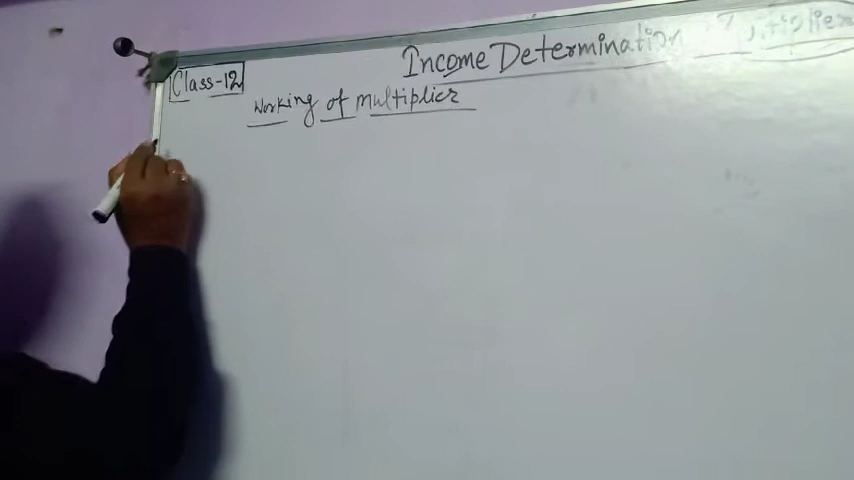 Income Determination
Class-12
Working of multiplier